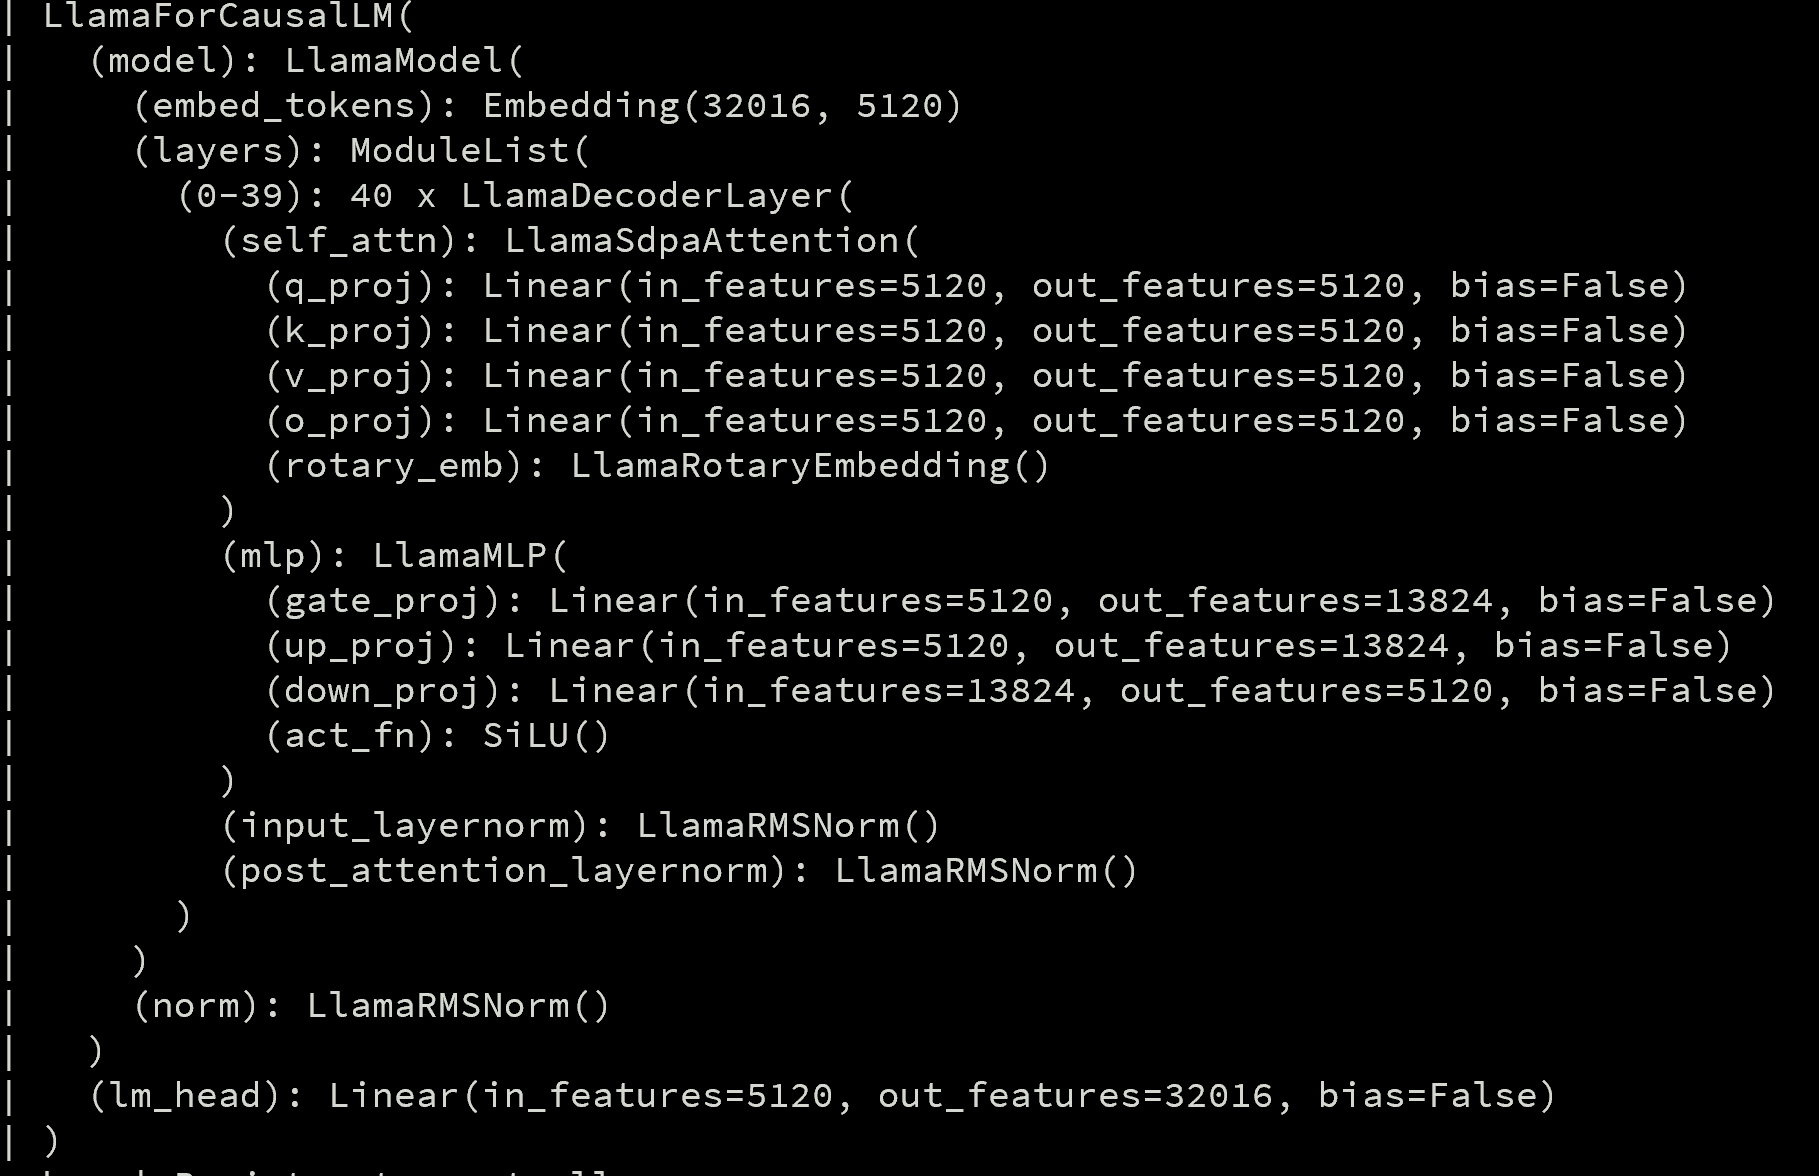 | LlamaForCausalLM(
|   (model): LlamaModel(
|     (embed_tokens): Embedding(32016, 5120)
|     (layers): ModuleList(
|       (0-39): 40 x LlamaDecoderLayer(
|         (self_attn): LlamaSdpaAttention(
|           (q_proj): Linear(in_features=5120, out_features=5120, bias=False)
|           (k_proj): Linear(in_features=5120, out_features=5120, bias=False)
|           (v_proj): Linear(in_features=5120, out_features=5120, bias=False)
|           (o_proj): Linear(in_features=5120, out_features=5120, bias=False)
|           (rotary_emb): LlamaRotaryEmbedding()
|         )
|         (mlp): LlamaMLP(
|           (gate_proj): Linear(in_features=5120, out_features=13824, bias=False)
|           (up_proj): Linear(in_features=5120, out_features=13824, bias=False)
|           (down_proj): Linear(in_features=13824, out_features=5120, bias=False)
|           (act_fn): SiLU()
|         )
|         (input_layernorm): LlamaRMSNorm()
|         (post_attention_layernorm): LlamaRMSNorm()
|       )
|     )
|     (norm): LlamaRMSNorm()
|   )
|   (lm_head): Linear(in_features=5120, out_features=32016, bias=False)
| )